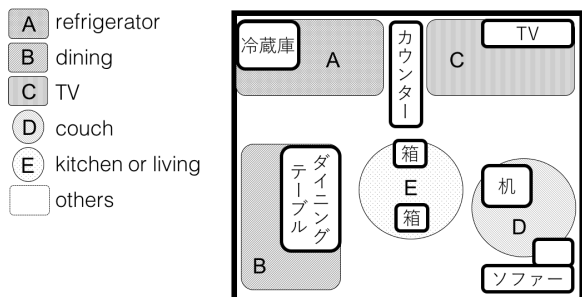 A refrigerator
B dining
C TV
D couch
E kitchen or living
others
冷蔵庫
A
カウンター
C
TV
ダイニング
テーブル
B
箱
E
箱
机
D
ソファー